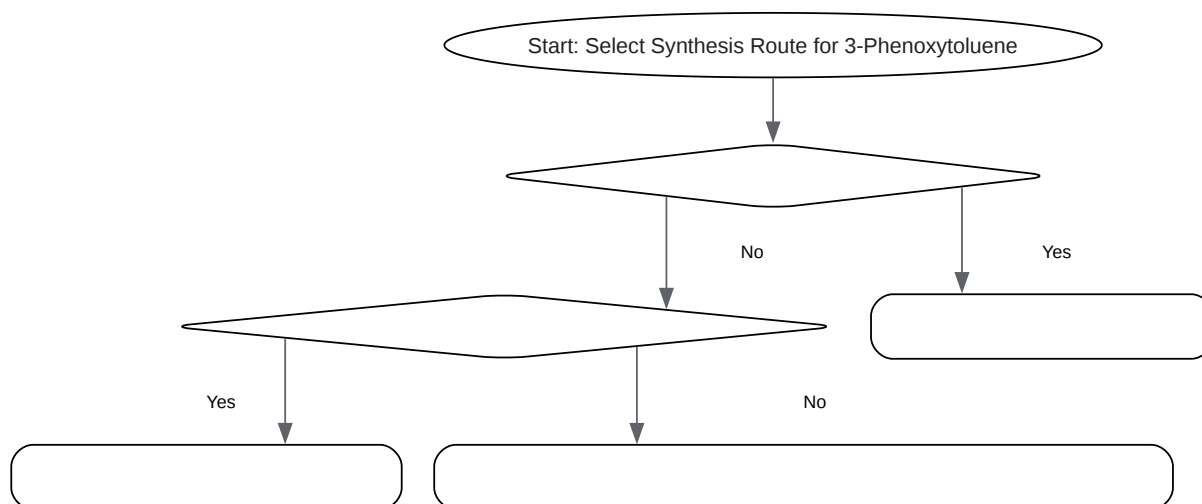 Start: Select Synthesis Route for 3-Phenoxytoluene
No
Yes
Yes
No